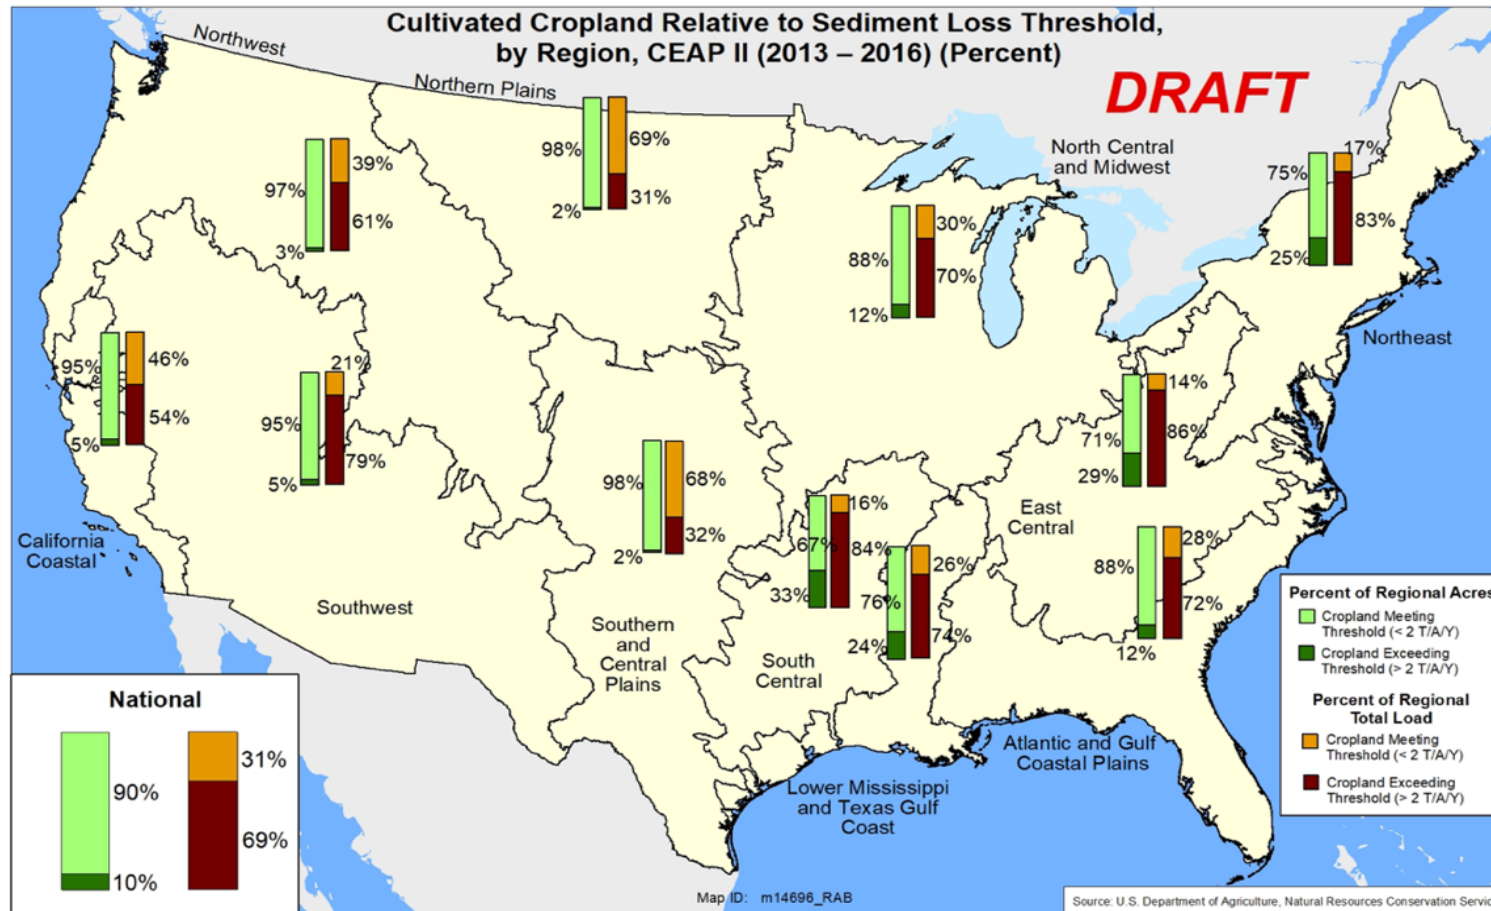 Cultivated Cropland Relative to Sediment Loss Threshold,
by Region, CEAP II (2013 – 2016) (Percent)
DRAFT
Northwest
Northern Plains
North Central
and Midwest
97%
3%
39%
61%
98%
2%
69%
31%
88%
12%
30%
70%
75%
25%
17%
83%
Northeast
95%
5%
46%
54%
California
Coastal
95%
5%
21%
79%
Southwest
98%
2%
68%
32%
Southern
and
Central
Plains
67%
33%
16%
84%
South
Central
76%
24%
26%
74%
Lower Mississippi
and Texas Gulf
Coast
71%
29%
14%
86%
East
Central
88%
12%
28%
72%
Atlantic and Gulf
Coastal Plains
National
90%
10%
31%
69%
Percent of Regional Acres
Cropland Meeting
Threshold (< 2 T/A/Y)
Cropland Exceeding
Threshold (> 2 T/A/Y)
Percent of Regional
Total Load
Cropland Meeting
Threshold (< 2 T/A/Y)
Cropland Exceeding
Threshold (> 2 T/A/Y)
Map ID: m14696_RAB
Source: U.S. Department of Agriculture, Natural Resources Conservation Servic